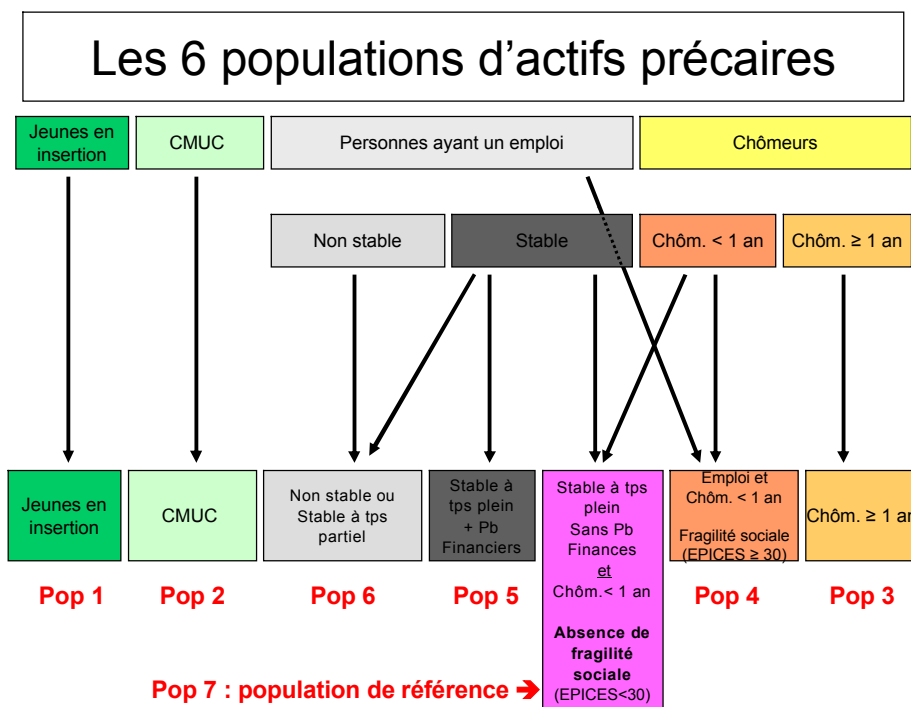 Les 6 populations d'actifs précaires
Jeunes en
insertion
CMUC
Personnes ayant un emploi
Chômeurs
Non stable
Stable
Chôm. < 1 an
Chôm. ≥ 1 an
Jeunes en
insertion
CMUC
Non stable ou
Stable à tps
partiel
Stable à
tps plein
+ Pb
Financiers
Stable à tps
plein
Sans Pb
Finances
et
Chôm.< 1 an
Absence de
fragilité
sociale
(EPICES<30)
Emploi et
Chôm. < 1 an
Fragilité sociale
(EPICES ≥ 30)
Chôm. ≥ 1 an
Pop 1
Pop 2
Pop 6
Pop 5
Pop 4
Pop 3
Pop 7 : population de référence ➔